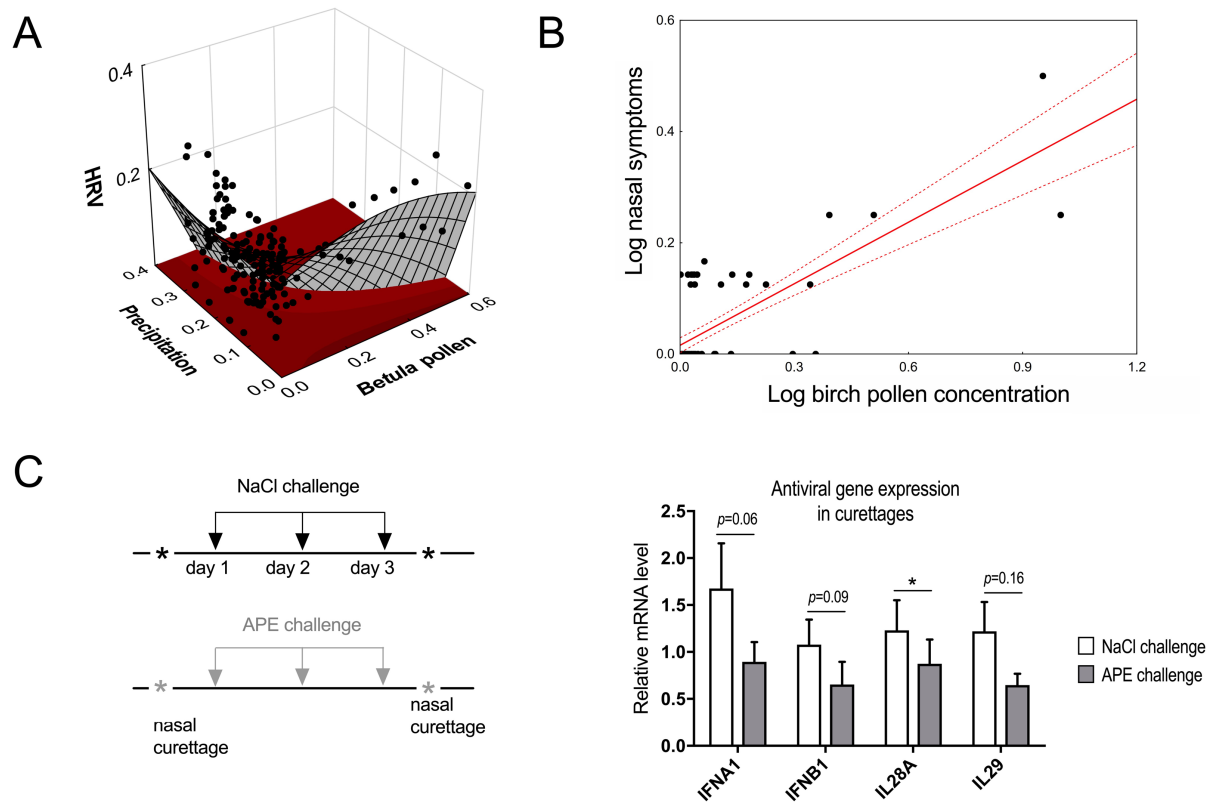 A
0.4
0.2
HRV
0.4
0.3
0.2
0.1
0.0
Precipitation
0.0
0.2
0.4
0.6
Betula pollen
B
0.6
0.4
0.2
0.0
Log nasal symptoms
0.0
0.3
0.6
0.9
1.2
Log birch pollen concentration
C
NaCl challenge
*
*
day 1
day 2
day 3
APE challenge
*
*
nasal
curettage
nasal
curettage
Antiviral gene expression
in curettages
2.5
2.0
1.5
1.0
0.5
0.0
Relative mRNA level
p=0.06
p=0.09
*
p=0.16
IFNA1
IFNB1
IL28A
IL29
NaCl challenge
APE challenge